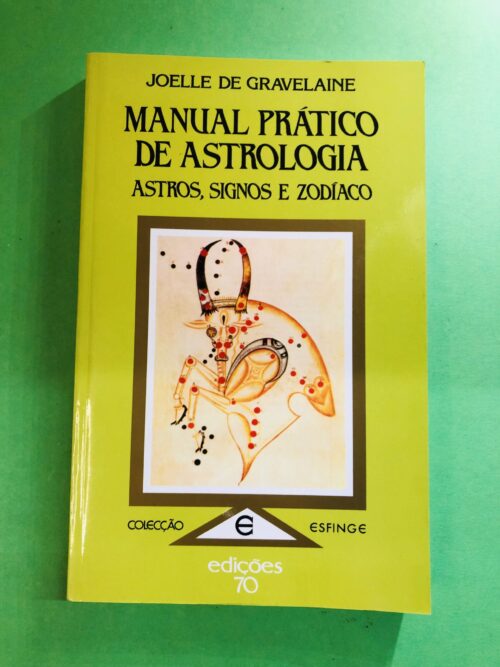 JOELLE DE GRAVELAINE
MANUAL PRÁTICO
DE ASTROLOGIA
ASTROS, SIGNOS E ZODÍACO
COLECÇÃO E ESFINGE
edições
70